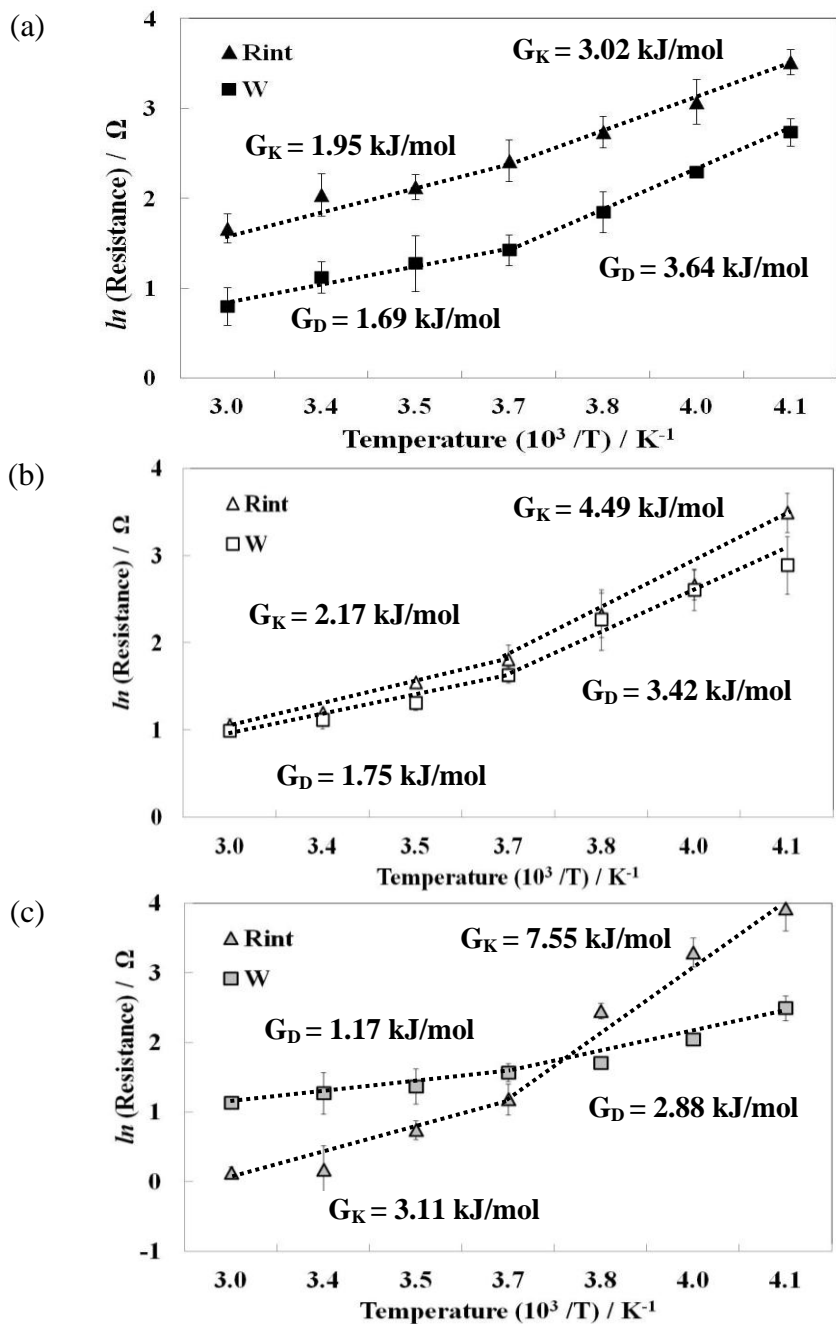 (a)
4
3
2
1
0
ln (Resistance) / Ω
Rint
W
G_K = 3.02 kJ/mol
G_K = 1.95 kJ/mol
G_D = 3.64 kJ/mol
G_D = 1.69 kJ/mol
3.0 3.4 3.5 3.7 3.8 4.0 4.1
Temperature (10³ /T) / K⁻¹
(b)
4
3
2
1
0
ln (Resistance) / Ω
Rint
W
G_K = 4.49 kJ/mol
G_K = 2.17 kJ/mol
G_D = 3.42 kJ/mol
G_D = 1.75 kJ/mol
3.0 3.4 3.5 3.7 3.8 4.0 4.1
Temperature (10³ /T) / K⁻¹
(c)
4
3
2
1
0
-1
ln (Resistance) / Ω
Rint
W
G_K = 7.55 kJ/mol
G_D = 1.17 kJ/mol
G_D = 2.88 kJ/mol
G_K = 3.11 kJ/mol
3.0 3.4 3.5 3.7 3.8 4.0 4.1
Temperature (10³ /T) / K⁻¹